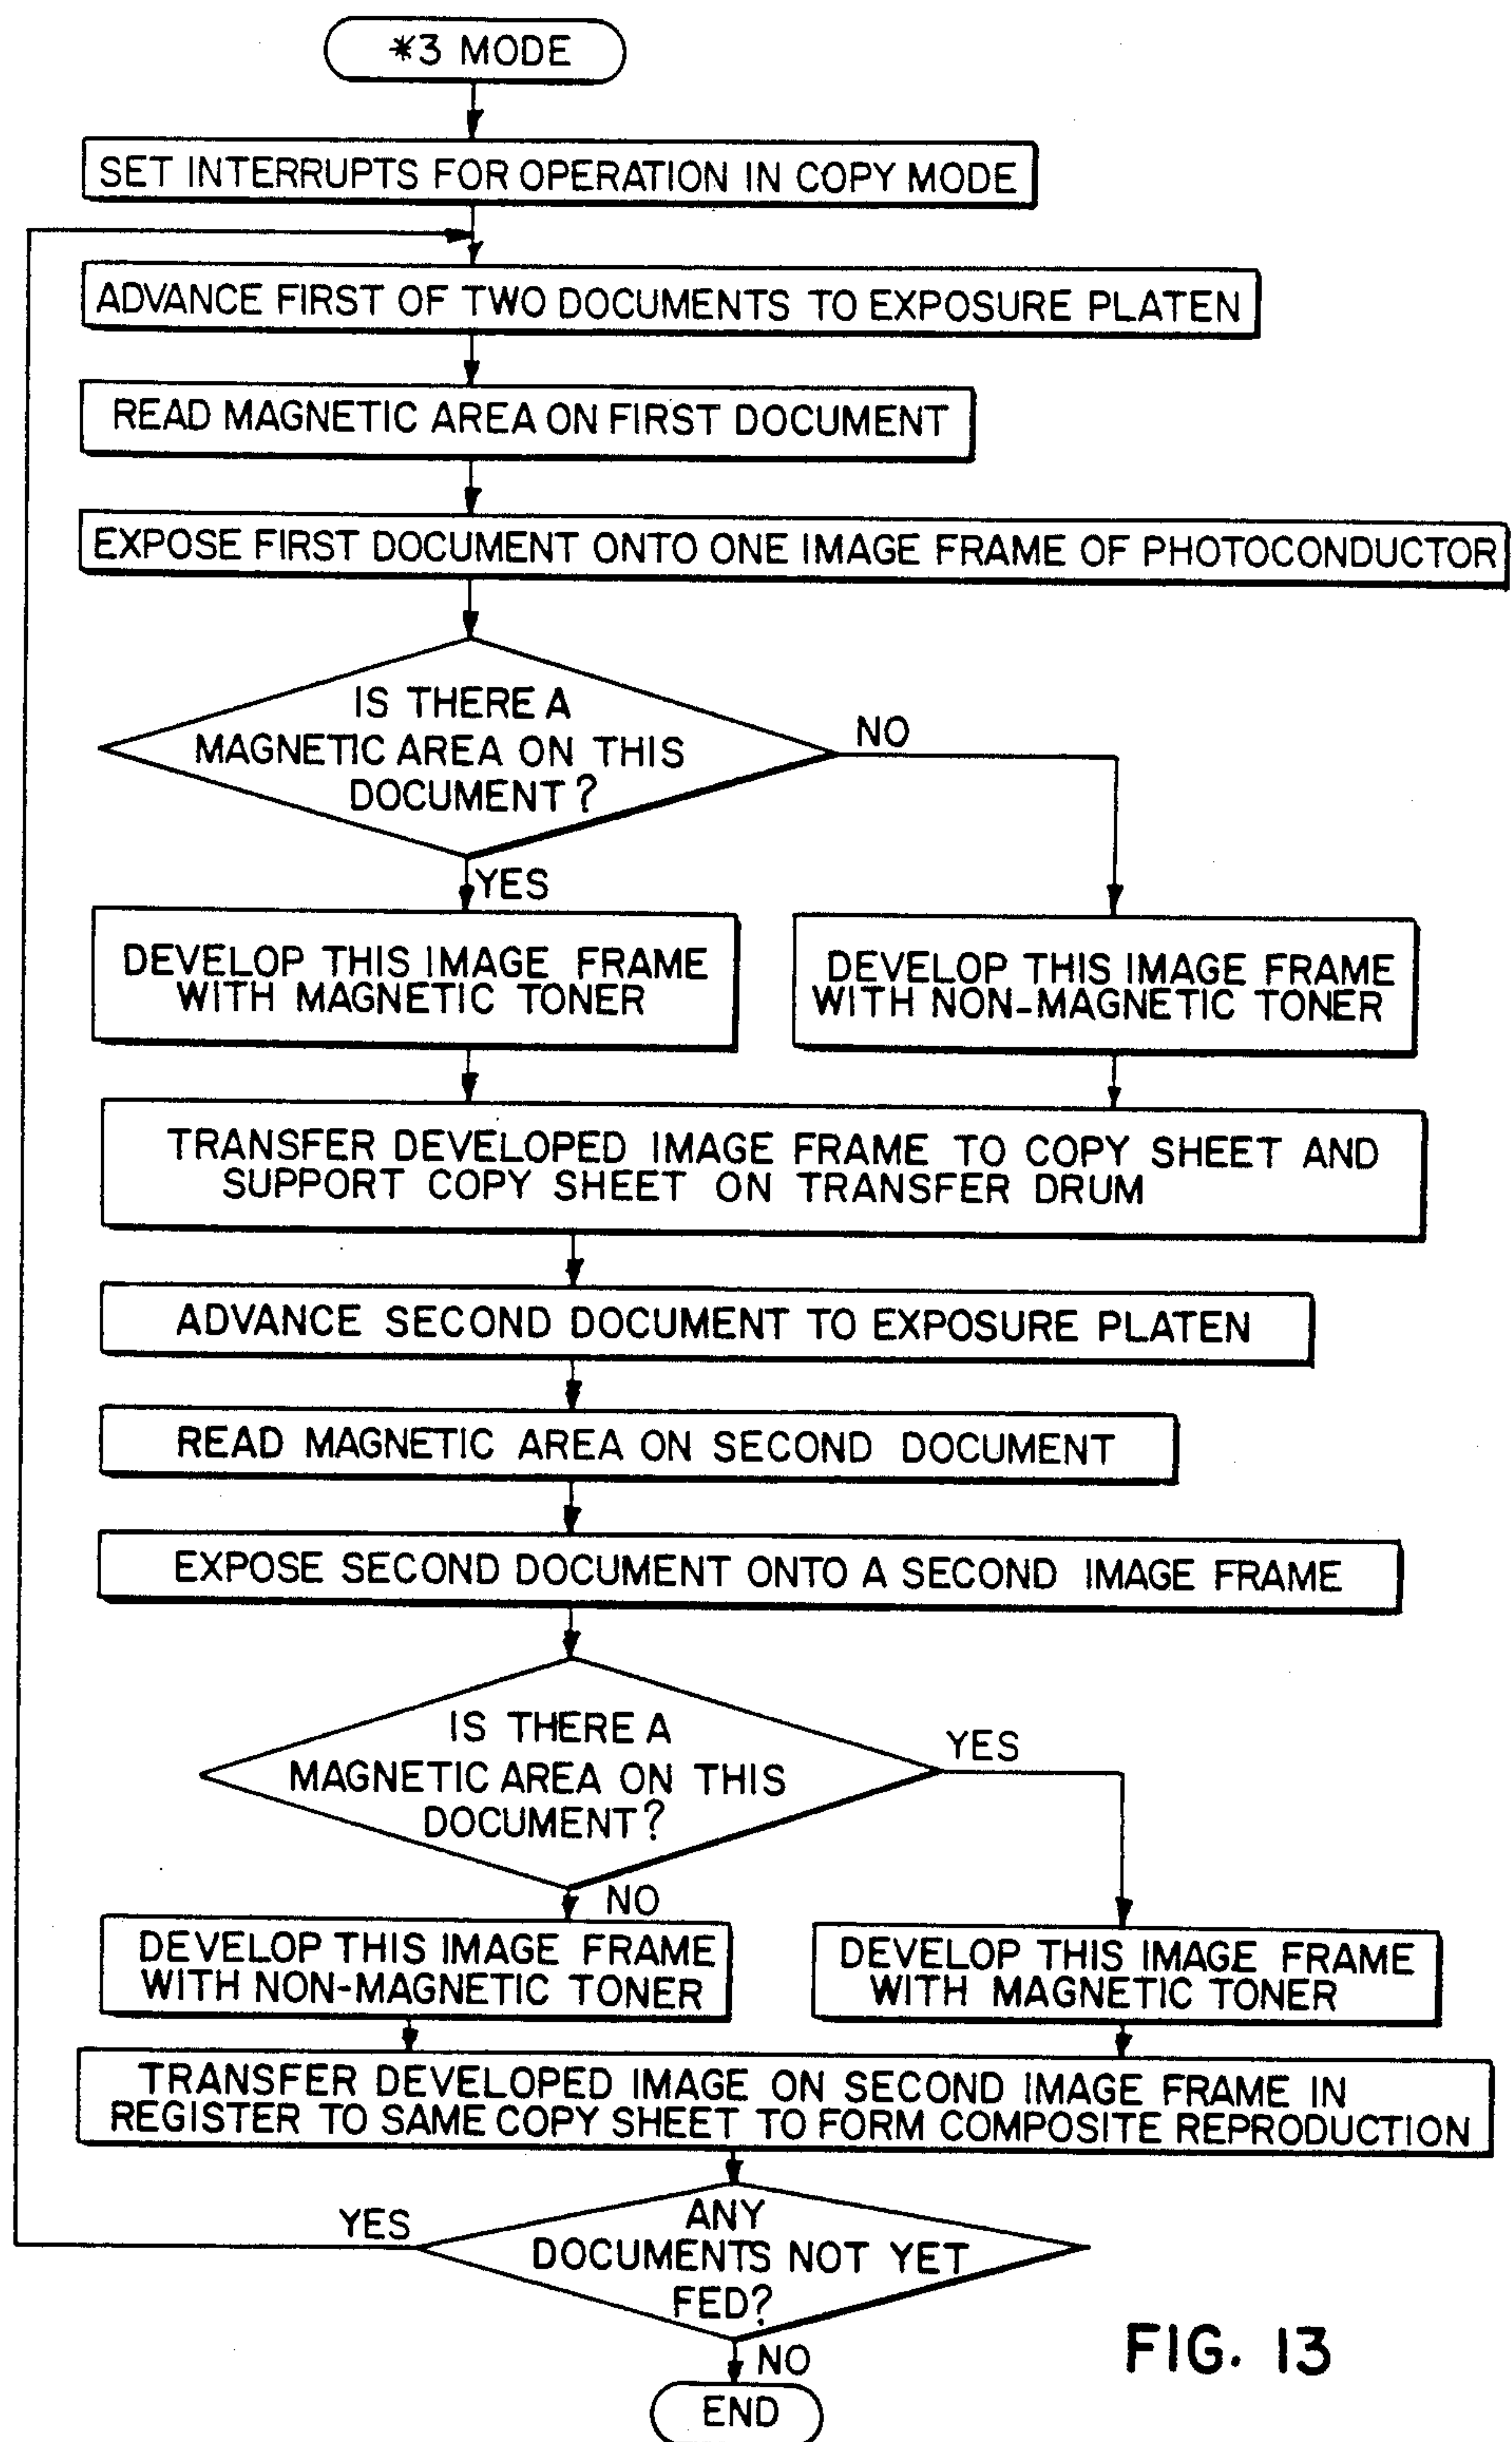 *3 MODE
SET INTERRUPTS FOR OPERATION IN COPY MODE
ADVANCE FIRST OF TWO DOCUMENTS TO EXPOSURE PLATEN
READ MAGNETIC AREA ON FIRST DOCUMENT
EXPOSE FIRST DOCUMENT ONTO ONE IMAGE FRAME OF PHOTOCONDUCTOR
IS THERE A
MAGNETIC AREA ON THIS
DOCUMENT?
NO
YES
DEVELOP THIS IMAGE FRAME
WITH MAGNETIC TONER
DEVELOP THIS IMAGE FRAME
WITH NON-MAGNETIC TONER
TRANSFER DEVELOPED IMAGE FRAME TO COPY SHEET AND
SUPPORT COPY SHEET ON TRANSFER DRUM
ADVANCE SECOND DOCUMENT TO EXPOSURE PLATEN
READ MAGNETIC AREA ON SECOND DOCUMENT
EXPOSE SECOND DOCUMENT ONTO A SECOND IMAGE FRAME
IS THERE A
MAGNETIC AREA ON THIS
DOCUMENT?
YES
NO
DEVELOP THIS IMAGE FRAME
WITH NON-MAGNETIC TONER
DEVELOP THIS IMAGE FRAME
WITH MAGNETIC TONER
TRANSFER DEVELOPED IMAGE ON SECOND IMAGE FRAME IN
REGISTER TO SAME COPY SHEET TO FORM COMPOSITE REPRODUCTION
YES
ANY
DOCUMENTS NOT YET
FED?
NO
END
FIG. 13